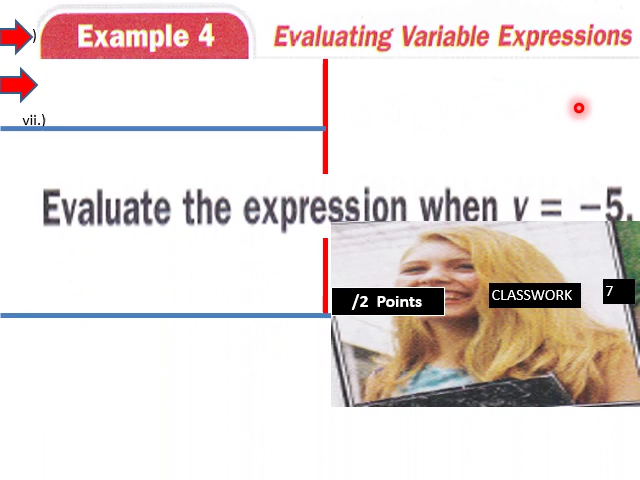 )
Example 4 Evaluating Variable Expressions
vii.)
Evaluate the expression when v = −5.
/2 Points
CLASSWORK
7